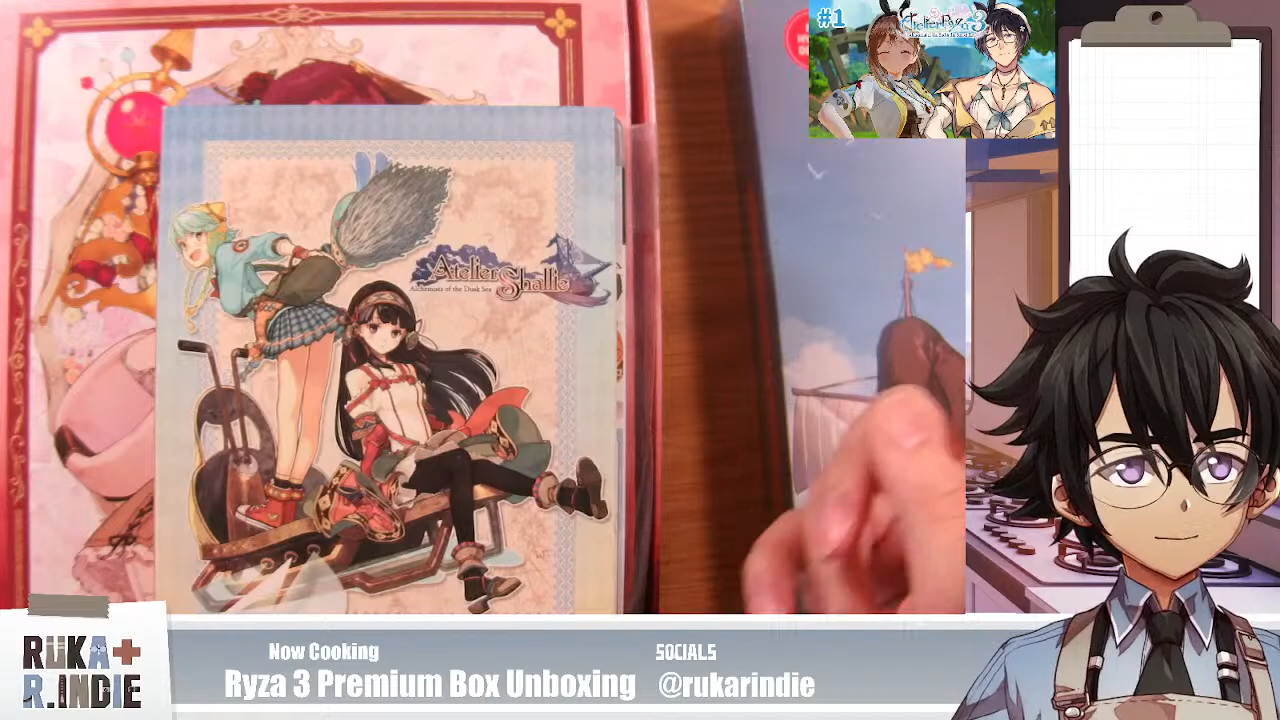 #1
Atelier Ryza 3
Atelier Shallie
Alchemists of the Dusk Sea
RUKA+
R.INDIE
Now Cooking
Ryza 3 Premium Box Unboxing
SOCIALS
@rukarindie